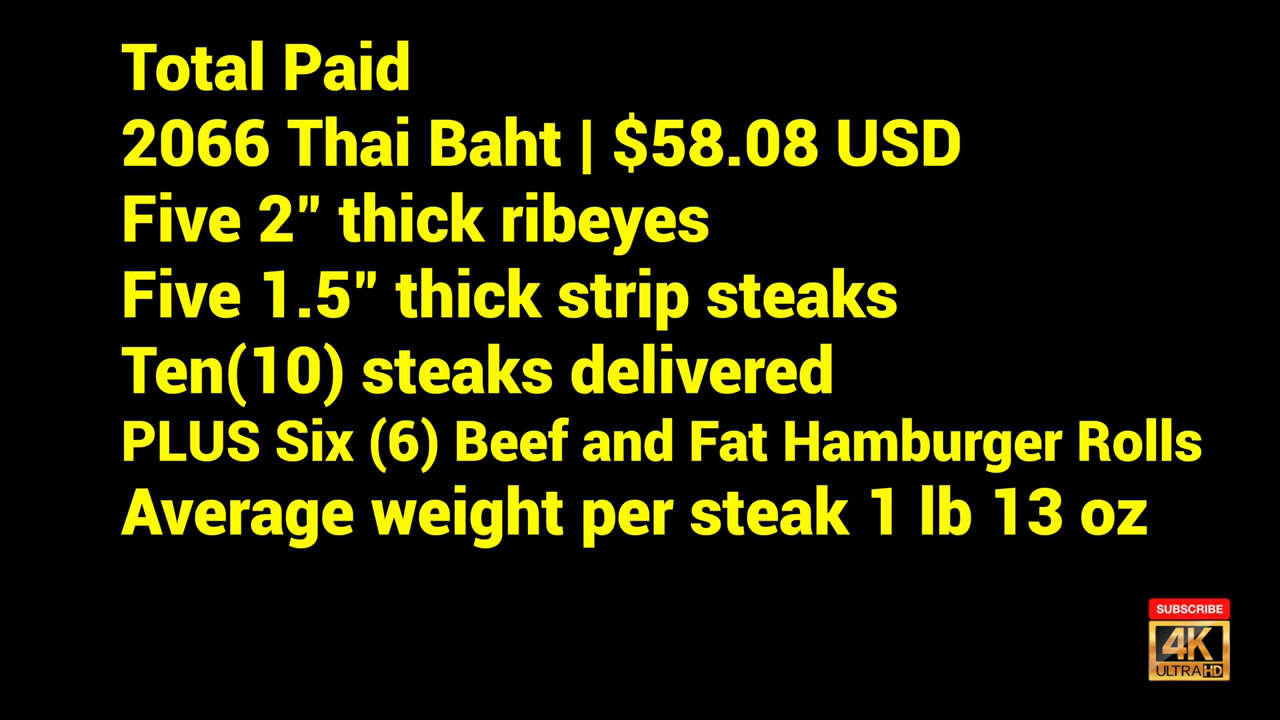 Total Paid
2066 Thai Baht | $58.08 USD
Five 2” thick ribeyes
Five 1.5” thick strip steaks
Ten(10) steaks delivered
PLUS Six (6) Beef and Fat Hamburger Rolls
Average weight per steak 1 lb 13 oz
SUBSCRIBE
4K
ULTRA HD